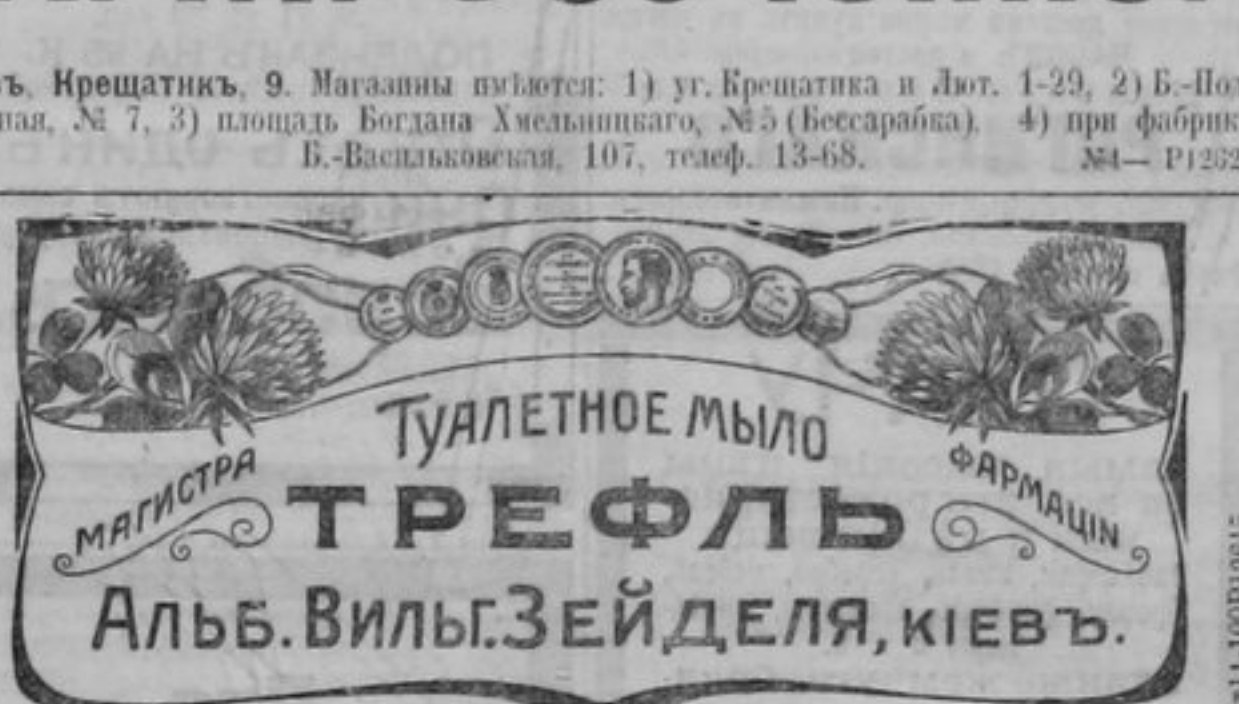 Крещатикъ, 9. Магазины имѣются: 1) уг. Крещатика и Лют. 1-29, 2) Б.-Под
ная, № 7, 3) площадь Богдана Хмельницкаго, № 5 (Бессарабка). 4) при фабрик
Б.-Васильковская, 107, телеф. 13-68. №4— Р1262
Туалетное мыло
МАГИСТРА
ФАРМАЦІИ
ТРЕФЛЬ
Альб. Вильг. Зейделя, Кіевъ.